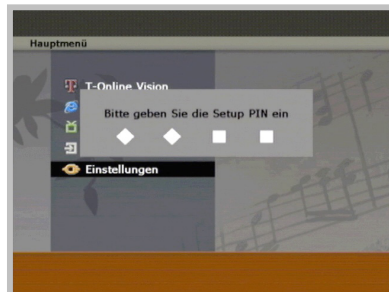 Hauptmenü
T-Online Vision
Bitte geben Sie die Setup PIN ein
Einstellungen